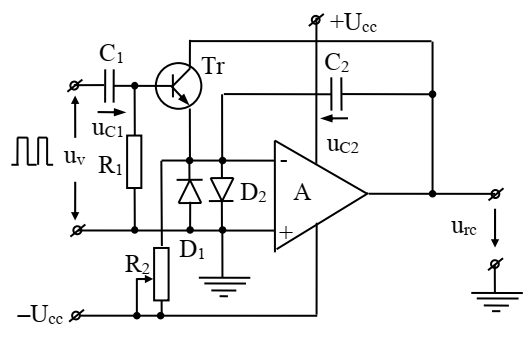 +Ucc
C1
Tr
C2
uC1
uC2
uv
R1
-
D2
A
+
urc
D1
R2
–Ucc